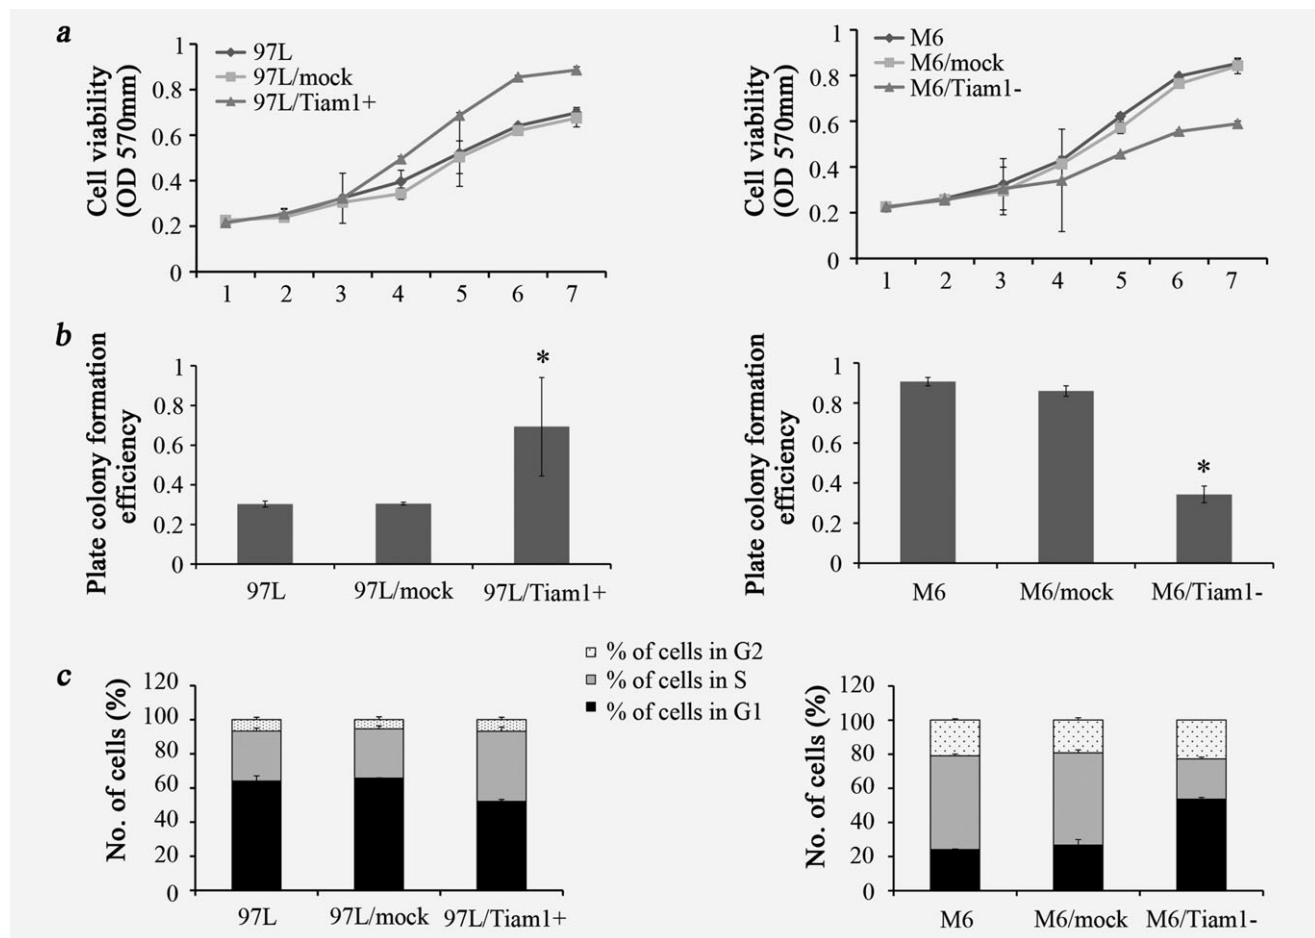 a
Cell viability
(OD 570mm)
1
0.8
0.6
0.4
0.2
0
97L
97L/mock
97L/Tiam1+
1 2 3 4 5 6 7
Cell viability
(OD 570mm)
1
0.8
0.6
0.4
0.2
0
M6
M6/mock
M6/Tiam1-
1 2 3 4 5 6 7
b
Plate colony formation
efficiency
1
0.8
0.6
0.4
0.2
0
*
97L 97L/mock 97L/Tiam1+
Plate colony formation
efficiency
1
0.8
0.6
0.4
0.2
0
*
M6 M6/mock M6/Tiam1-
c
No. of cells (%)
120
100
80
60
40
20
0
97L 97L/mock 97L/Tiam1+
% of cells in G2
% of cells in S
% of cells in G1
No. of cells (%)
120
100
80
60
40
20
0
M6 M6/mock M6/Tiam1-